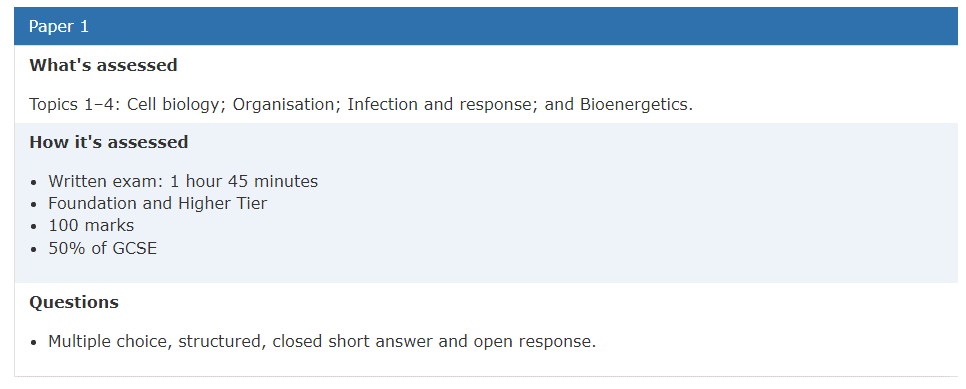 Paper 1
What's assessed
Topics 1–4: Cell biology; Organisation; Infection and response; and Bioenergetics.
How it's assessed
• Written exam: 1 hour 45 minutes
• Foundation and Higher Tier
• 100 marks
• 50% of GCSE
Questions
• Multiple choice, structured, closed short answer and open response.